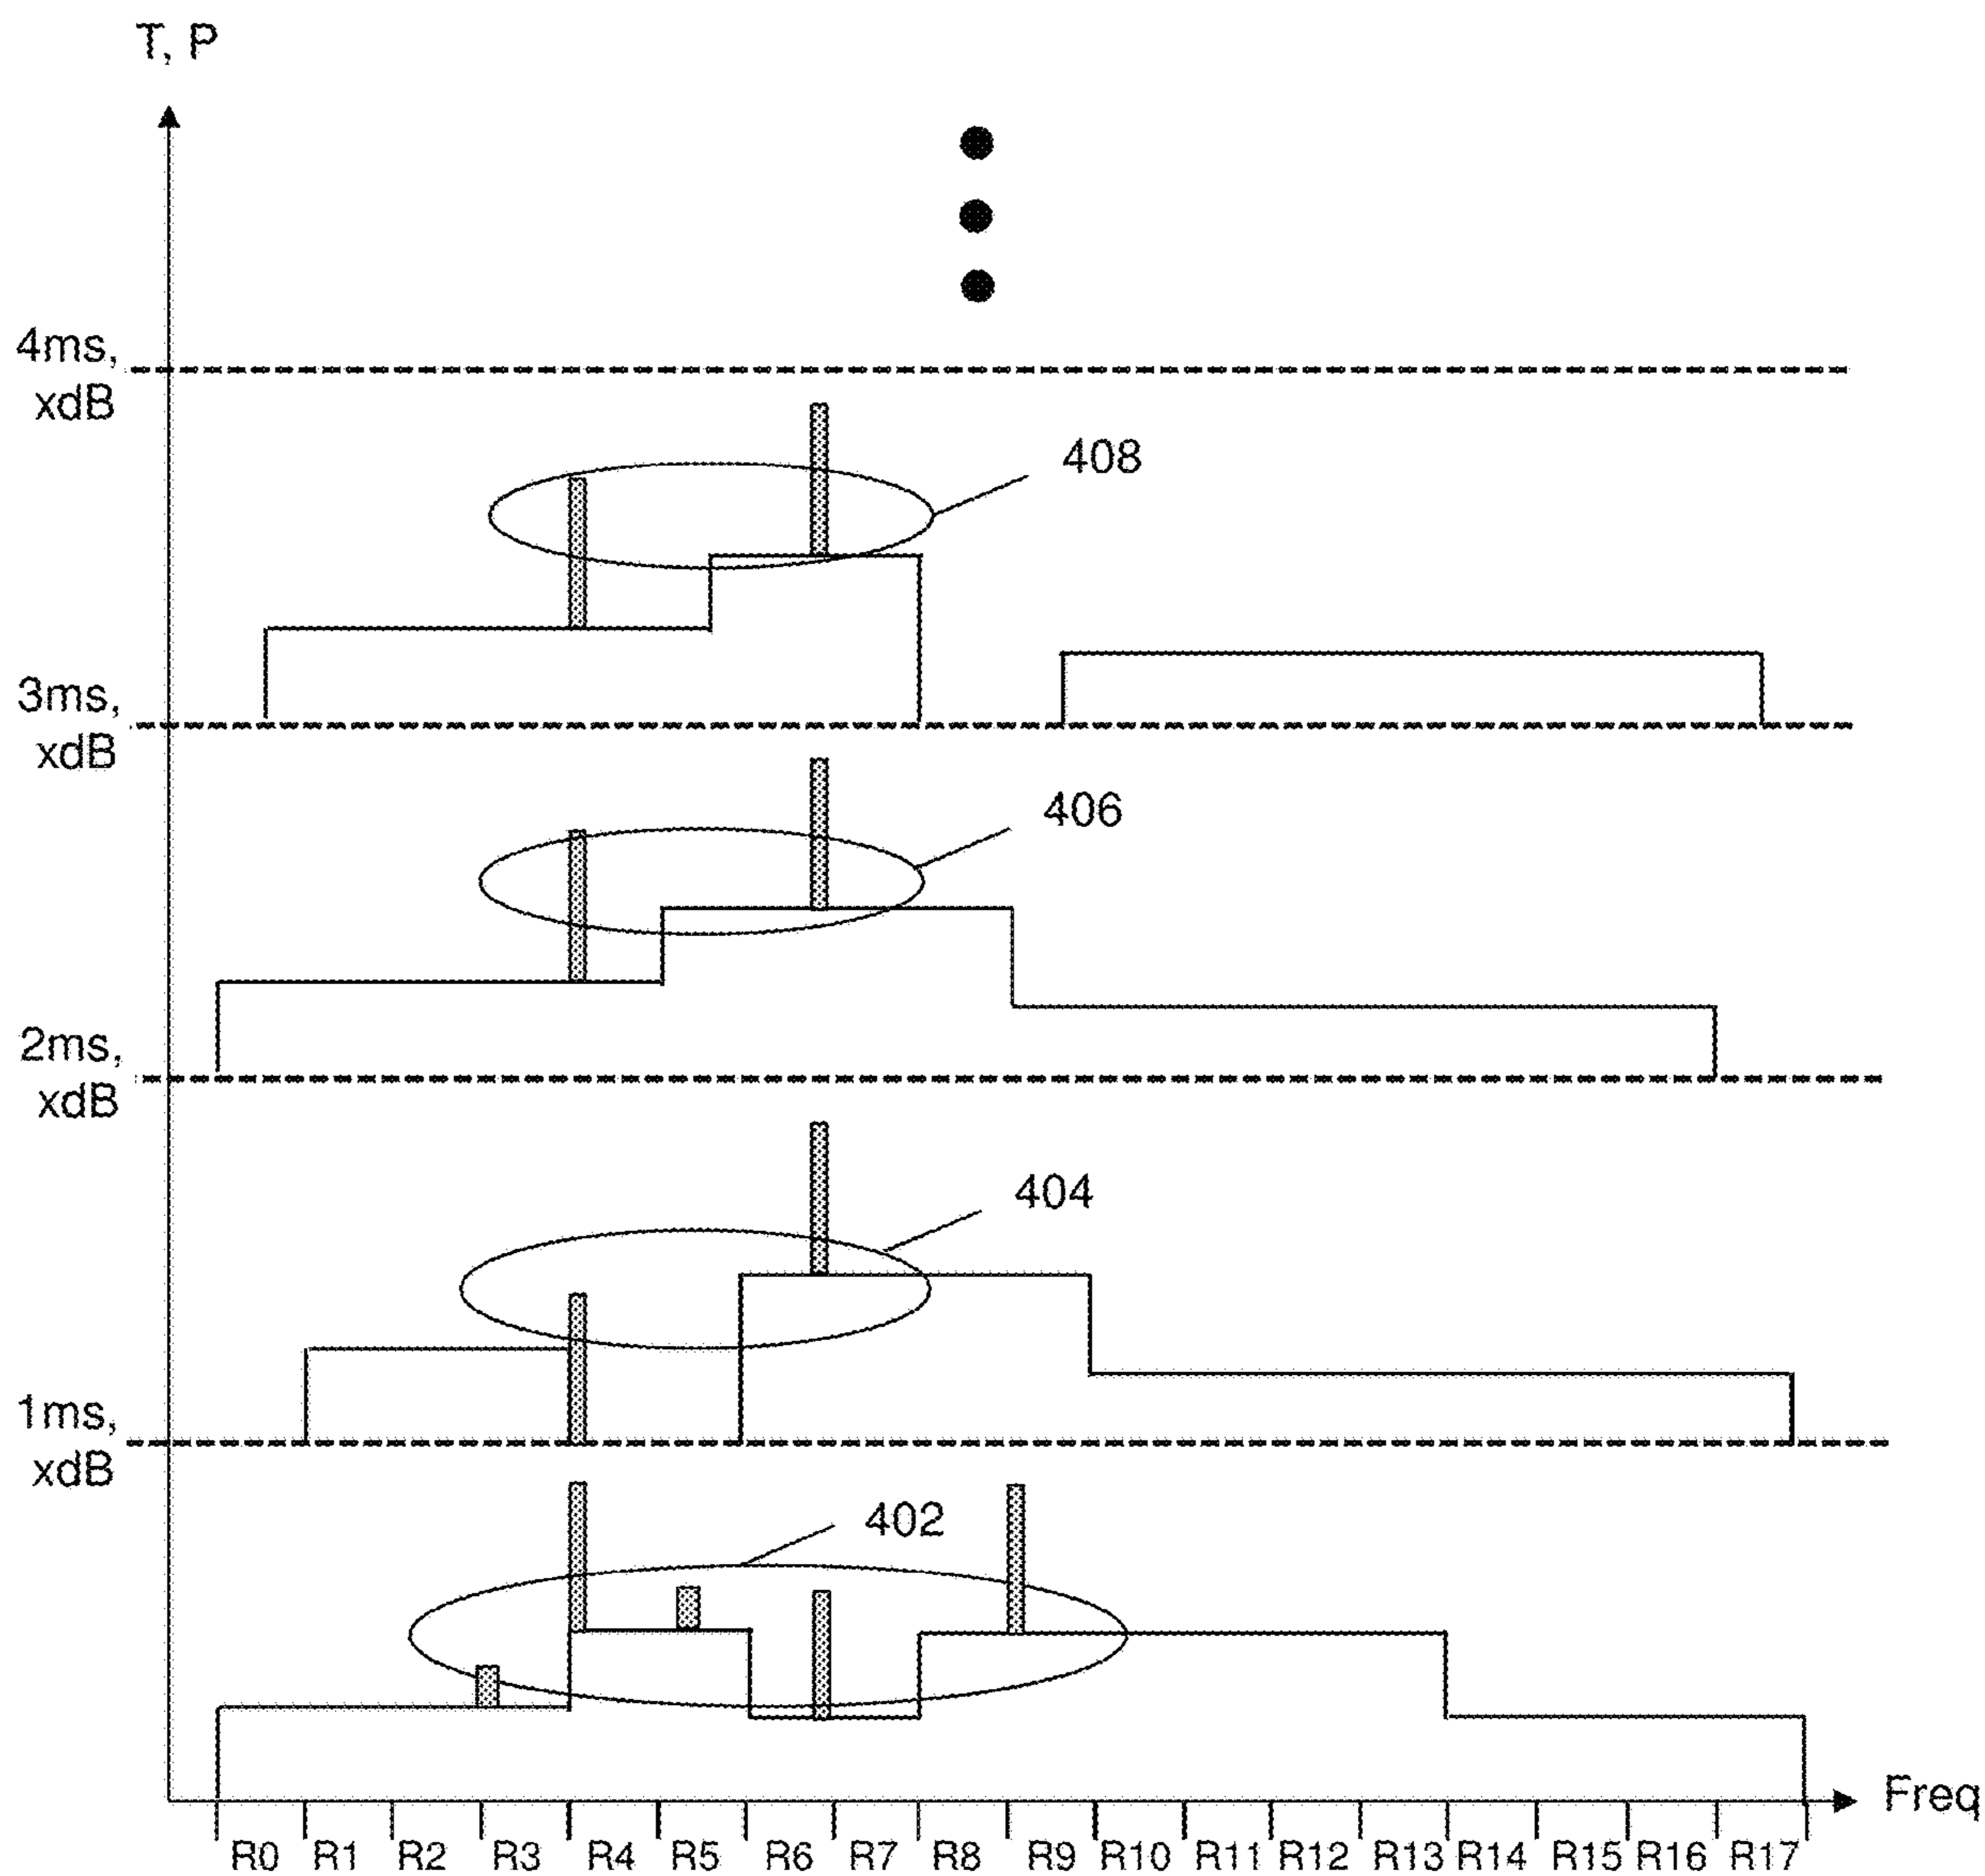 T, P
4ms,
xdB
408
3ms,
xdB
406
2ms,
xdB
404
1ms,
xdB
402
Freq
R0 R1 R2 R3 R4 R5 R6 R7 R8 R9 R10 R11 R12 R13 R14 R15 R16 R17